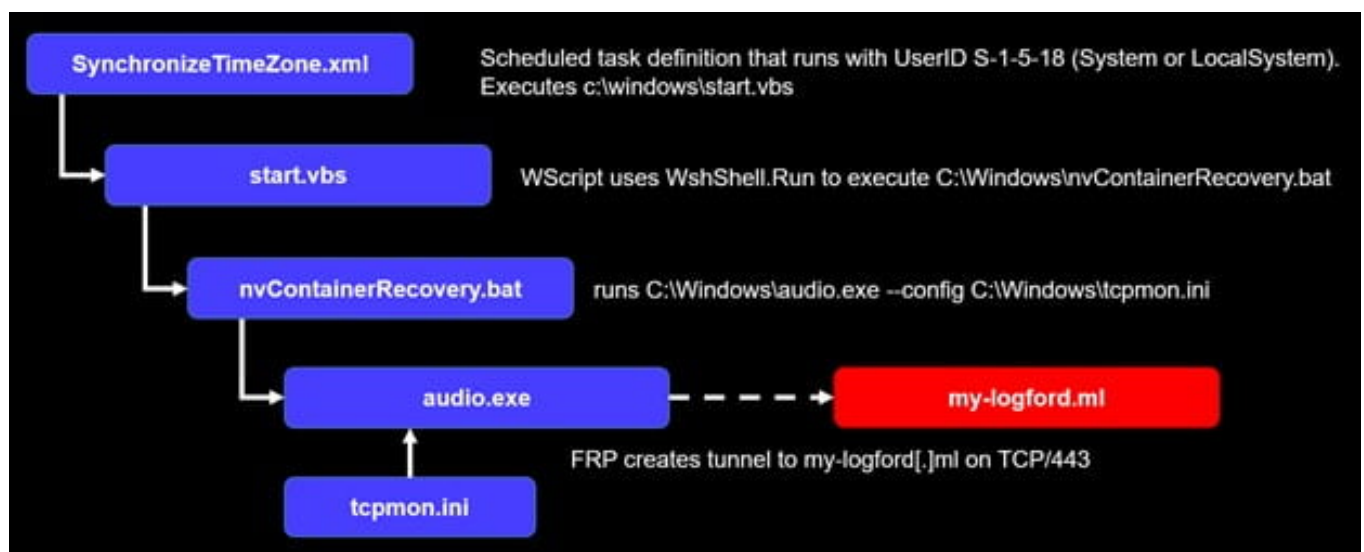 SynchronizeTimeZone.xml
Scheduled task definition that runs with UserID S-1-5-18 (System or LocalSystem).
Executes c:\windows\start.vbs
start.vbs
WScript uses WshShell.Run to execute C:\Windows\nvContainerRecovery.bat
nvContainerRecovery.bat
runs C:\Windows\audio.exe --config C:\Windows\tcpmon.ini
audio.exe
my-logford.ml
FRP creates tunnel to my-logford[.]ml on TCP/443
tcpmon.ini